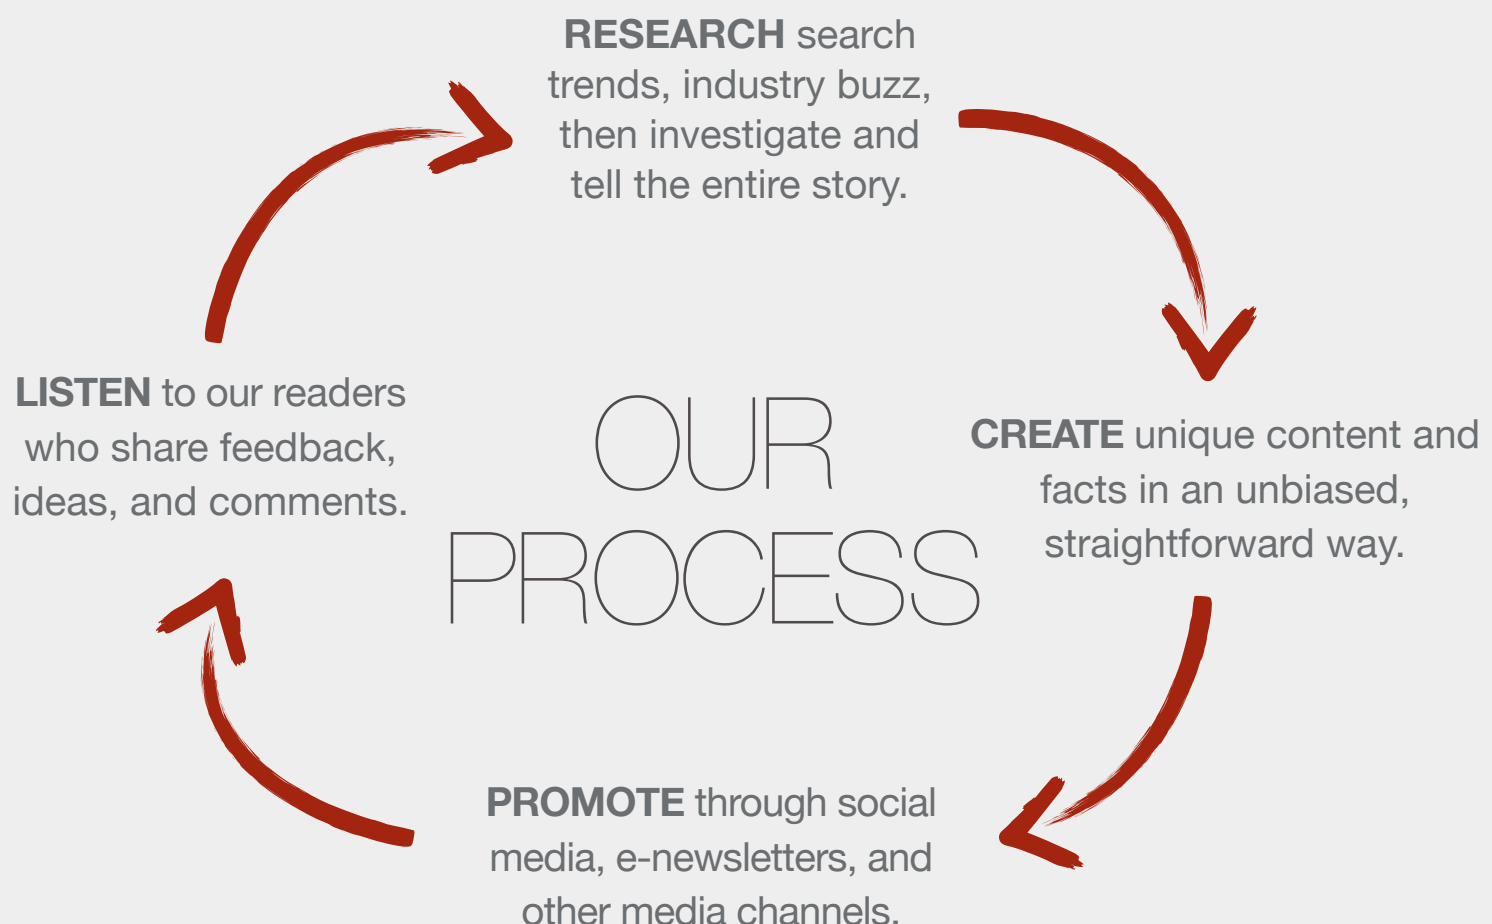 RESEARCH search
trends, industry buzz,
then investigate and
tell the entire story.
CREATE unique content and
facts in an unbiased,
straightforward way.
PROMOTE through social
media, e-newsletters, and
other media channels.
LISTEN to our readers
who share feedback,
ideas, and comments.
OUR
PROCESS